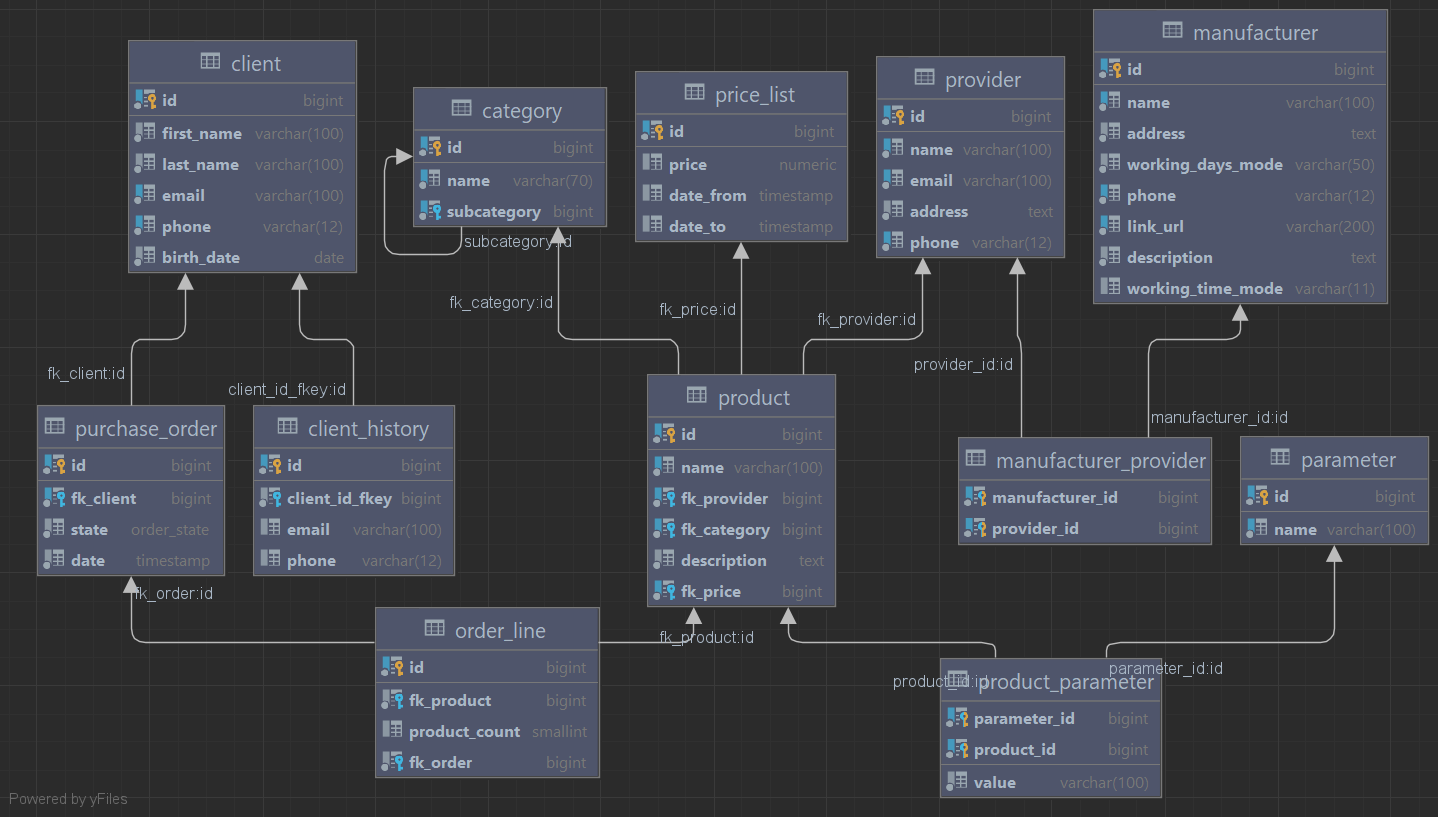 client
id bigint
first_name varchar(100)
last_name varchar(100)
email varchar(100)
phone varchar(12)
birth_date date
category
id bigint
name varchar(70)
subcategory bigint
subcategory:id
price_list
id bigint
price numeric
date_from timestamp
date_to timestamp
provider
id bigint
name varchar(100)
email varchar(100)
address text
phone varchar(12)
manufacturer
id bigint
name varchar(100)
address text
working_days_mode varchar(50)
phone varchar(12)
link_url varchar(200)
description text
working_time_mode varchar(11)
fk_category:id
fk_price:id
fk_provider:id
provider_id:id
fk_client:id
client_id_fkey:id
manufacturer_id:id
purchase_order
id bigint
fk_client bigint
state order_state
date timestamp
client_history
id bigint
client_id_fkey bigint
email varchar(100)
phone varchar(12)
product
id bigint
name varchar(100)
fk_provider bigint
fk_category bigint
description text
fk_price bigint
manufacturer_provider
manufacturer_id bigint
provider_id bigint
parameter
id bigint
name varchar(100)
fk_order:id
fk_product:id
order_line
id bigint
fk_product bigint
product_count smallint
fk_order bigint
product_id:id
parameter_id:id
product_parameter
parameter_id bigint
product_id bigint
value varchar(100)
Powered by yFiles